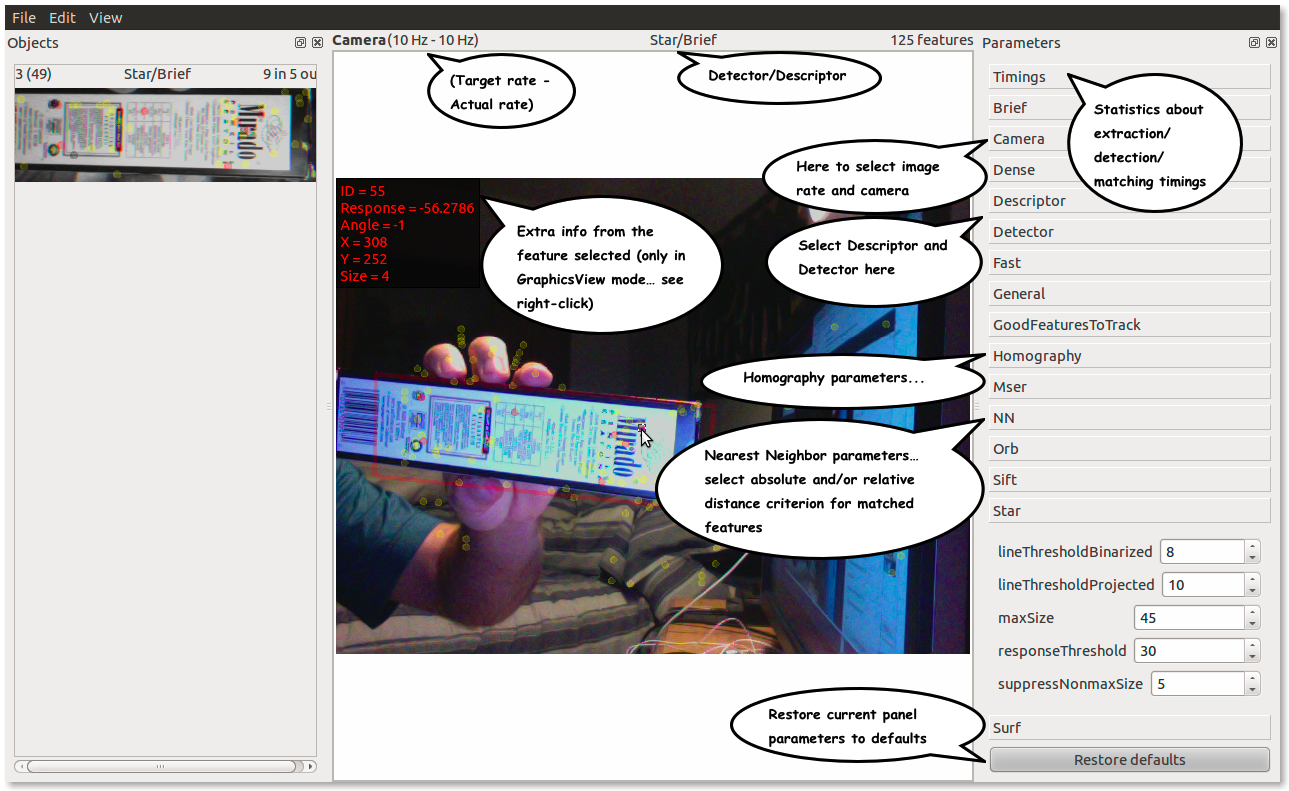 File Edit View
Objects
3 (49) Star/Brief 9 in 5 ou
Murado
Camera (10 Hz - 10 Hz) Star/Brief 125 features
(Target rate -
Actual rate)
Detector/Descriptor
ID = 55
Response = -56.2786
Angle = -1
X = 308
Y = 252
Size = 4
Extra info from the
feature selected (only in
GraphicsView mode... see
right-click)
Here to select image
rate and camera
Select Descriptor and
Detector here
Homography parameters...
Nearest Neighbor parameters...
select absolute and/or relative
distance criterion for matched
features
Murado
Restore current panel
parameters to defaults
Parameters
Timings
Statistics about
extraction/
detection/
matching timings
Brief
Camera
Dense
Descriptor
Detector
Fast
General
GoodFeaturesToTrack
Homography
Mser
NN
Orb
Sift
Star
lineThresholdBinarized 8
lineThresholdProjected 10
maxSize 45
responseThreshold 30
suppressNonmaxSize 5
Surf
Restore defaults